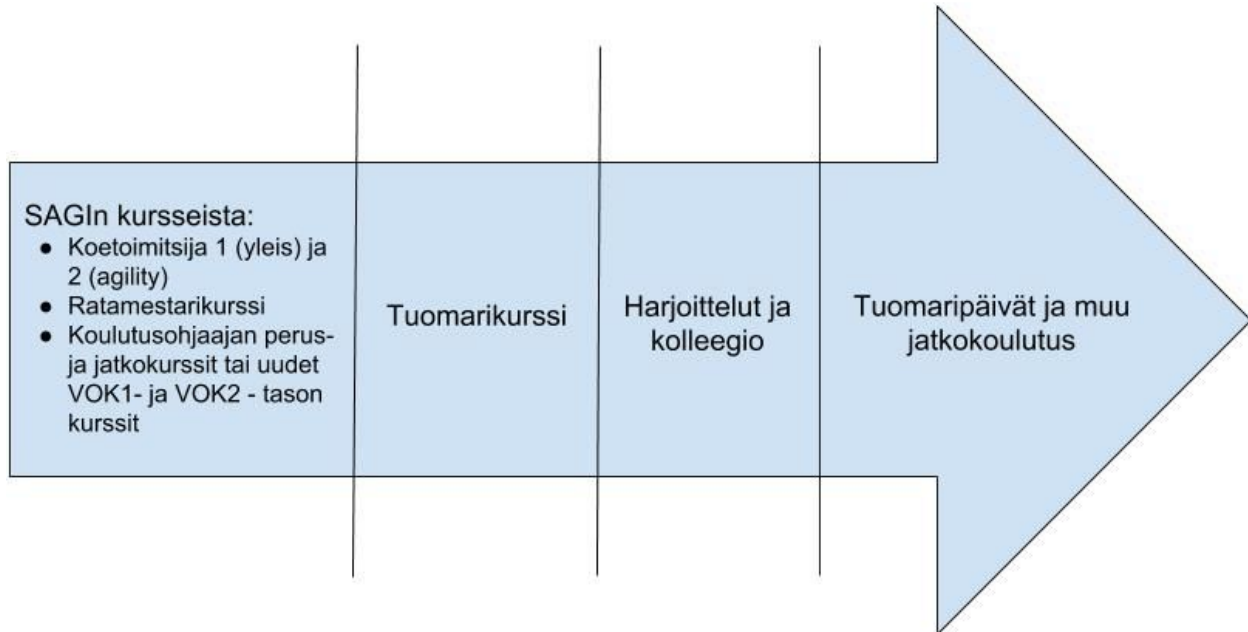 SAGIn kursseista:
● Koetoimitsija 1 (yleis) ja
2 (agility)
● Ratamestarikurssi
● Koulutusohjaajan perus-
ja jatkokurssit tai uudet
VOK1- ja VOK2 - tason
kurssit
Tuomarikurssi
Harjoittelut ja
kolleegio
Tuomaripäivät ja muu
jatkokoulutus